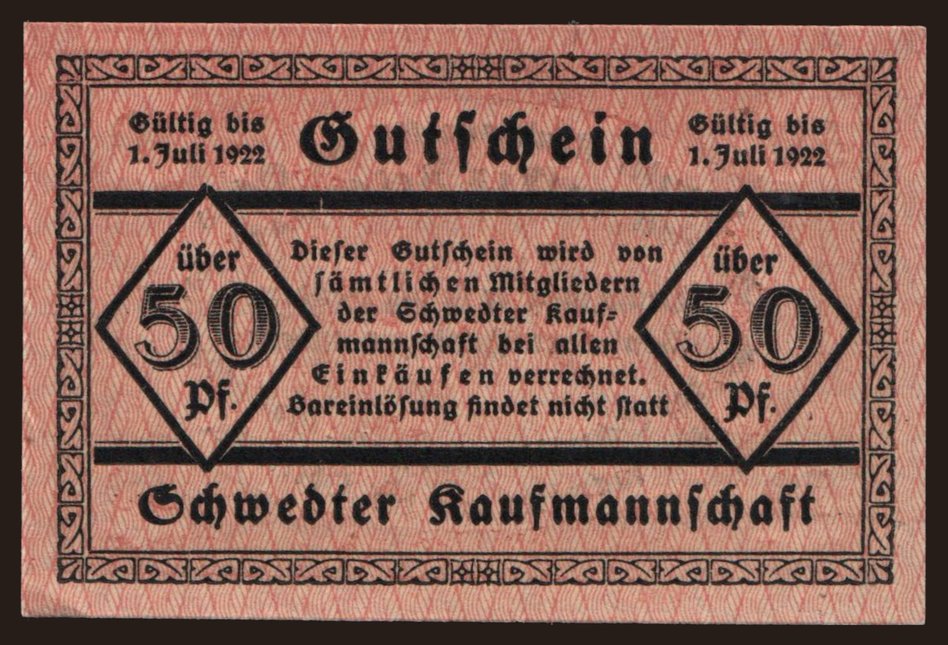 Gültig bis
1. Juli 1922
Gutschein
Gültig bis
1. Juli 1922
über
50
Pf.
Dieser Gutschein wird von
sämtlichen Mitgliedern
der Schwedter Kauf=
mannschaft bei allen
Einkäufen verrechnet.
Bareinlösung findet nicht statt
über
50
Pf.
Schwedter Kaufmannschaft